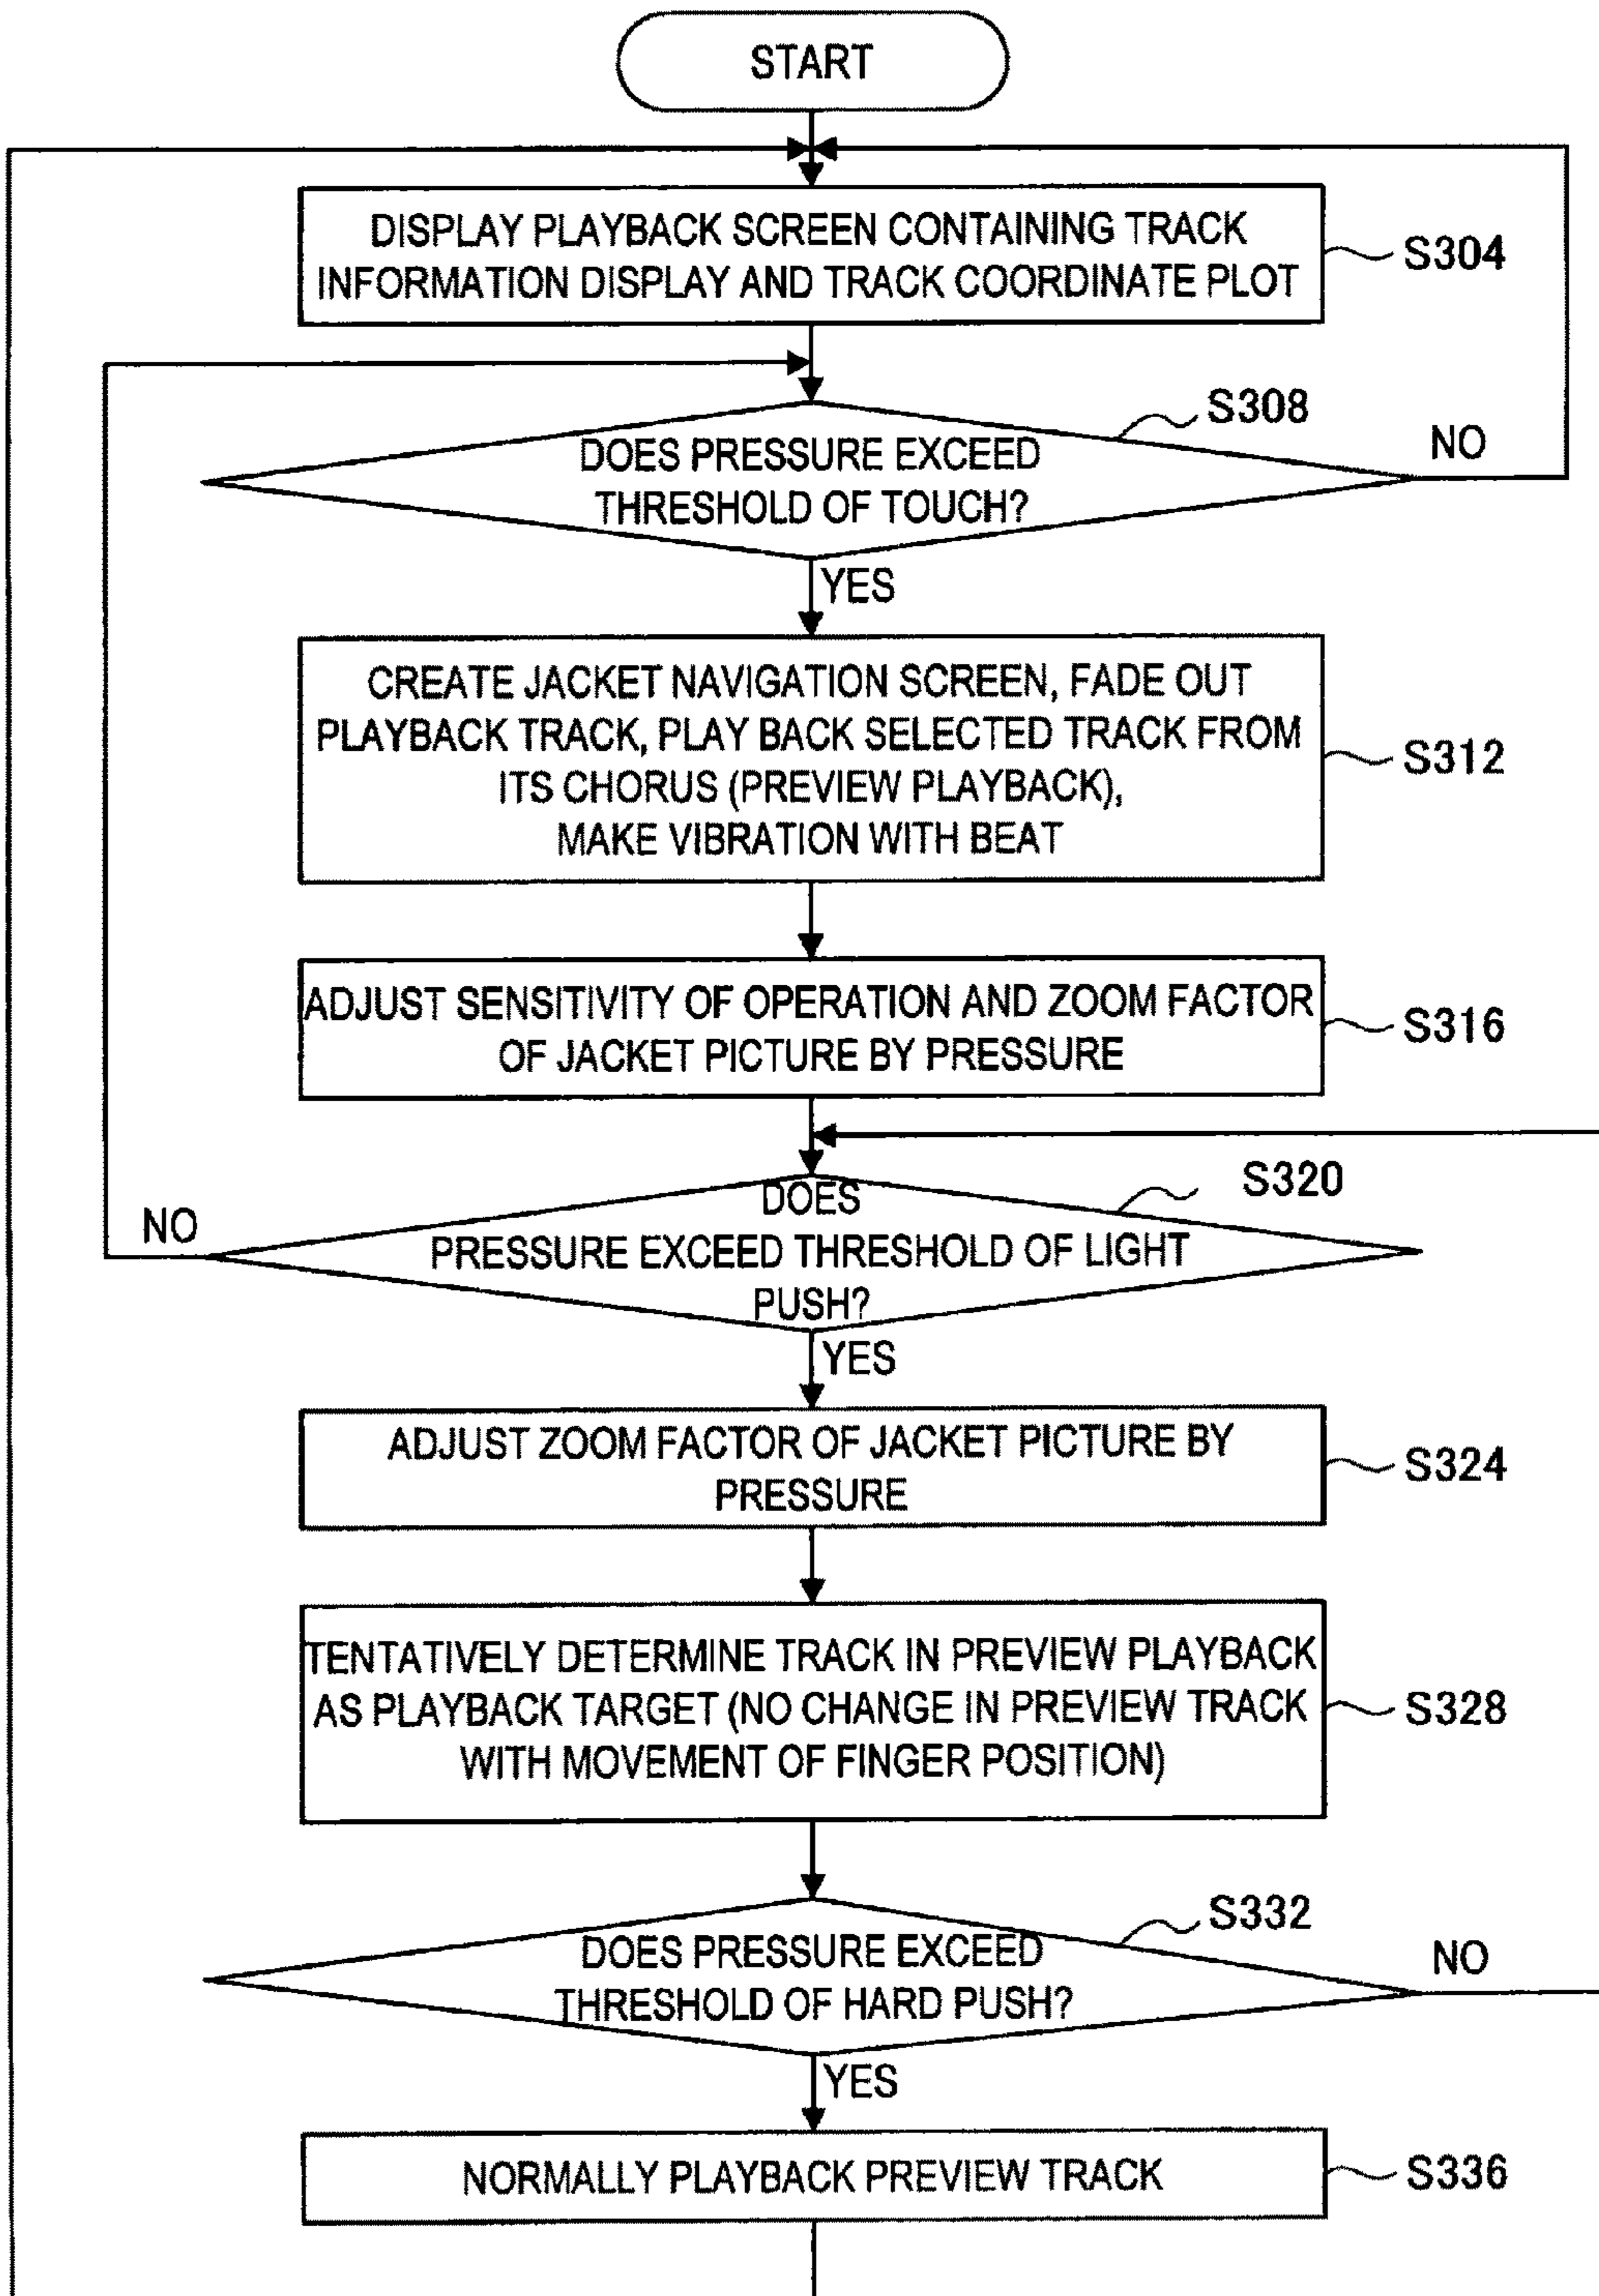 START
DISPLAY PLAYBACK SCREEN CONTAINING TRACK
INFORMATION DISPLAY AND TRACK COORDINATE PLOT
S304
S308
DOES PRESSURE EXCEED
THRESHOLD OF TOUCH?
NO
YES
CREATE JACKET NAVIGATION SCREEN, FADE OUT
PLAYBACK TRACK, PLAY BACK SELECTED TRACK FROM
ITS CHORUS (PREVIEW PLAYBACK),
MAKE VIBRATION WITH BEAT
S312
ADJUST SENSITIVITY OF OPERATION AND ZOOM FACTOR
OF JACKET PICTURE BY PRESSURE
S316
S320
DOES
PRESSURE EXCEED THRESHOLD OF LIGHT
PUSH?
NO
YES
ADJUST ZOOM FACTOR OF JACKET PICTURE BY
PRESSURE
S324
TENTATIVELY DETERMINE TRACK IN PREVIEW PLAYBACK
AS PLAYBACK TARGET (NO CHANGE IN PREVIEW TRACK
WITH MOVEMENT OF FINGER POSITION)
S328
S332
DOES PRESSURE EXCEED
THRESHOLD OF HARD PUSH?
NO
YES
NORMALLY PLAYBACK PREVIEW TRACK
S336